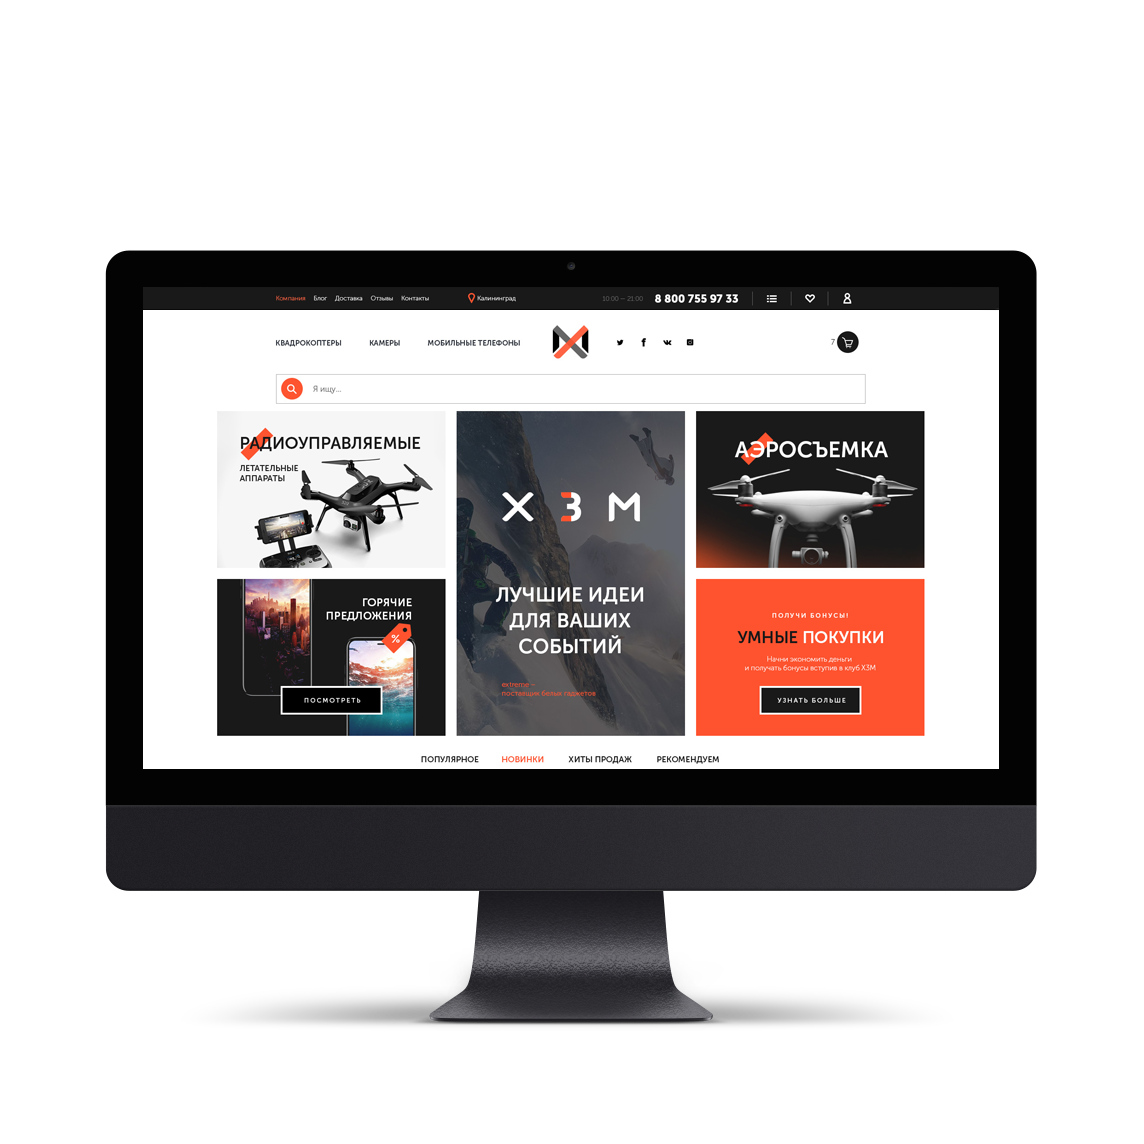 Компания Блог Доставка Отзывы Контакты Калининград 10:00 — 21:00 8 800 755 97 33
КВАДРОКОПТЕРЫ КАМЕРЫ МОБИЛЬНЫЕ ТЕЛЕФОНЫ 7
Я ищу...
РАДИОУПРАВЛЯЕМЫЕ
ЛЕТАТЕЛЬНЫЕ
АППАРАТЫ
ГОРЯЧИЕ
ПРЕДЛОЖЕНИЯ
%
ПОСМОТРЕТЬ
X 3 M
ЛУЧШИЕ ИДЕИ
ДЛЯ ВАШИХ
СОБЫТИЙ
extreme –
поставщик белых гаджетов
АЭРОСЪЕМКА
ПОЛУЧИ БОНУСЫ!
УМНЫЕ ПОКУПКИ
Начни экономить деньги
и получать бонусы вступив в клуб X3M
УЗНАТЬ БОЛЬШЕ
ПОПУЛЯРНОЕ НОВИНКИ ХИТЫ ПРОДАЖ РЕКОМЕНДУЕМ